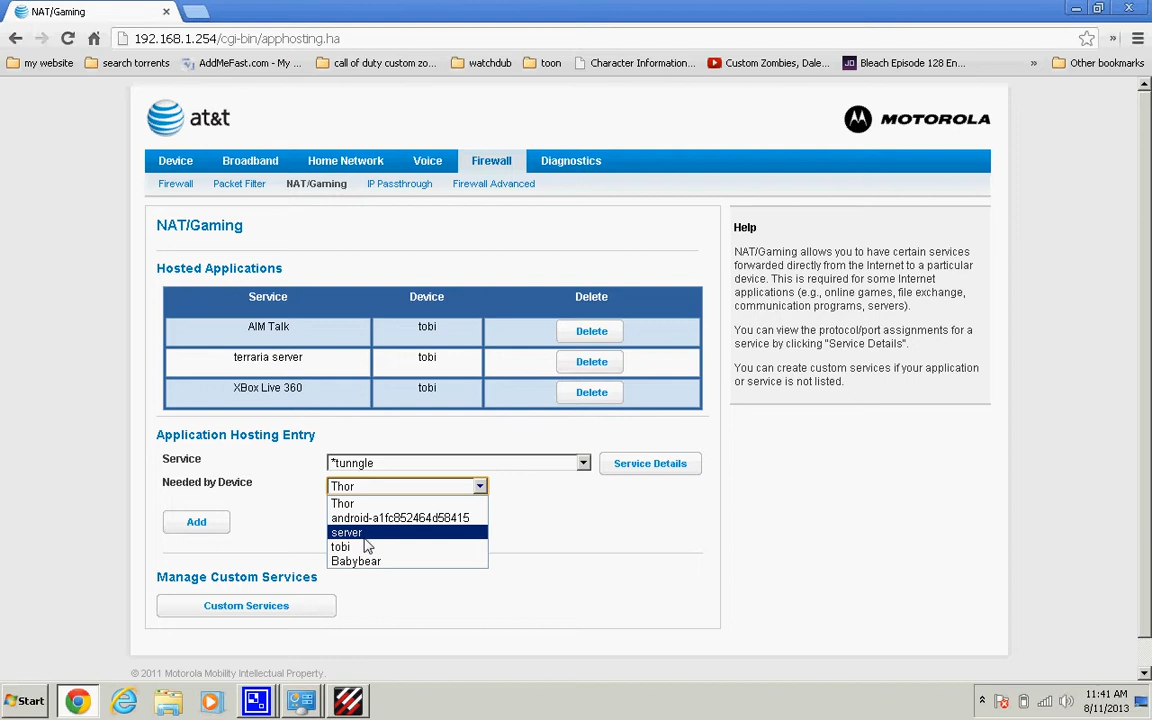 NAT/Gaming
192.168.1.254/cgi-bin/apphosting.ha
my website
search torrents
AddMeFast.com - My ...
call of duty custom zo...
watchdub
toon
Character Information...
Custom Zombies, Dale...
Bleach Episode 128 En...
»
Other bookmarks
at&t
MOTOROLA
Device
Broadband
Home Network
Voice
Firewall
Diagnostics
Firewall
Packet Filter
NAT/Gaming
IP Passthrough
Firewall Advanced
NAT/Gaming
Hosted Applications
Service Device Delete
AIM Talk tobi Delete
terraria server tobi Delete
XBox Live 360 tobi Delete
Application Hosting Entry
Service *tunngle Service Details
Needed by Device Thor
Thor
android-a1fc852464d58415
server
tobi
Babybear
Add
Manage Custom Services
Custom Services
Help
NAT/Gaming allows you to have certain services
forwarded directly from the Internet to a particular
device. This is required for some Internet
applications (e.g., online games, file exchange,
communication programs, servers).
You can view the protocol/port assignments for a
service by clicking "Service Details".
You can create custom services if your application
or service is not listed.
© 2011 Motorola Mobility Intellectual Property.
Start
11:41 AM
8/11/2013